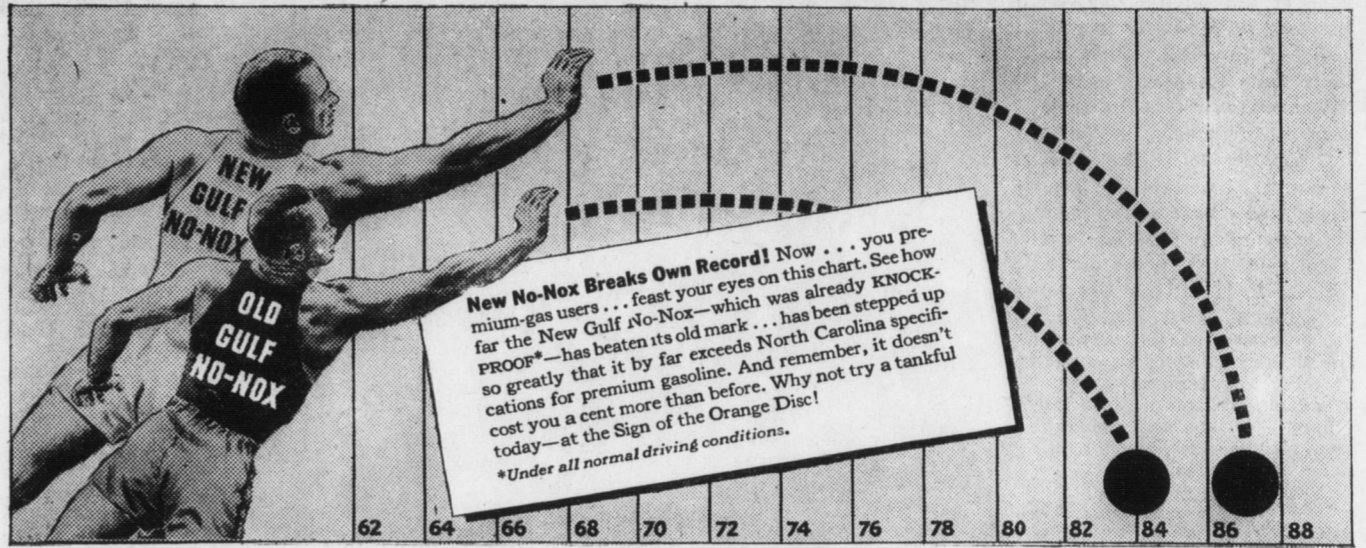 NEW
GULF
NO-NOX
OLD
GULF
NO-NOX
New No-Nox Breaks Own Record! Now . . . you pre-
mium-gas users . . . feast your eyes on this chart. See how
far the New Gulf No-Nox—which was already KNOCK-
PROOF*—has beaten its old mark . . . has been stepped up
so greatly that it by far exceeds North Carolina specifi-
cations for premium gasoline. And remember, it doesn't
cost you a cent more than before. Why not try a tankful
today—at the Sign of the Orange Disc!
*Under all normal driving conditions.
62 64 66 68 70 72 74 76 78 80 82 84 86 88